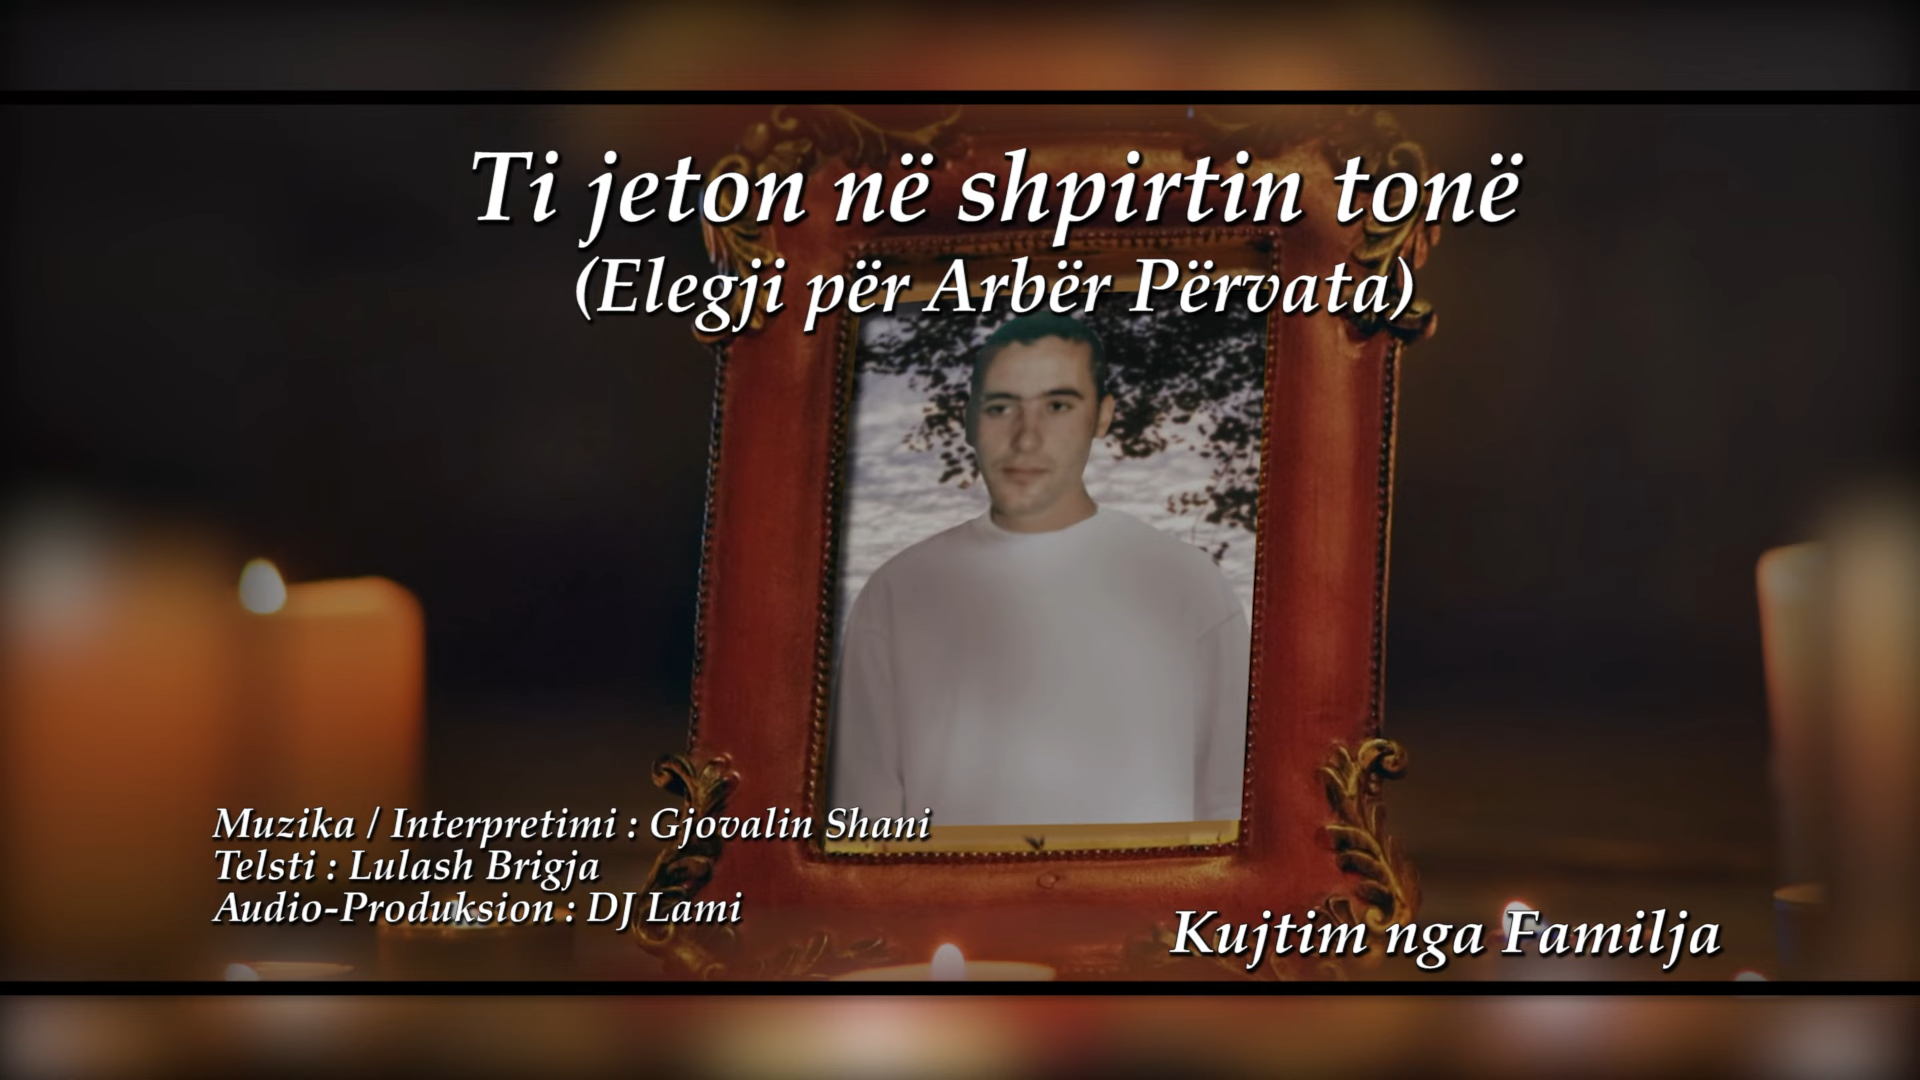 Ti jeton në shpirtin tonë
(Elegji për Arbër Përvata)
Muzika / Interpretimi : Gjovalin Shani
Telsti : Lulash Brigja
Audio-Produksion : DJ Lami
Kujtim nga Familja